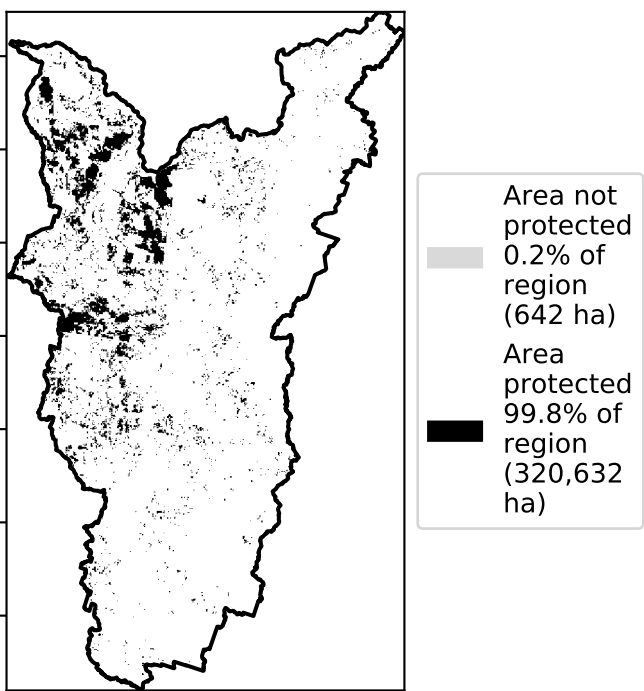 Area not
protected
0.2% of
region
(642 ha)
Area
protected
99.8% of
region
(320,632
ha)